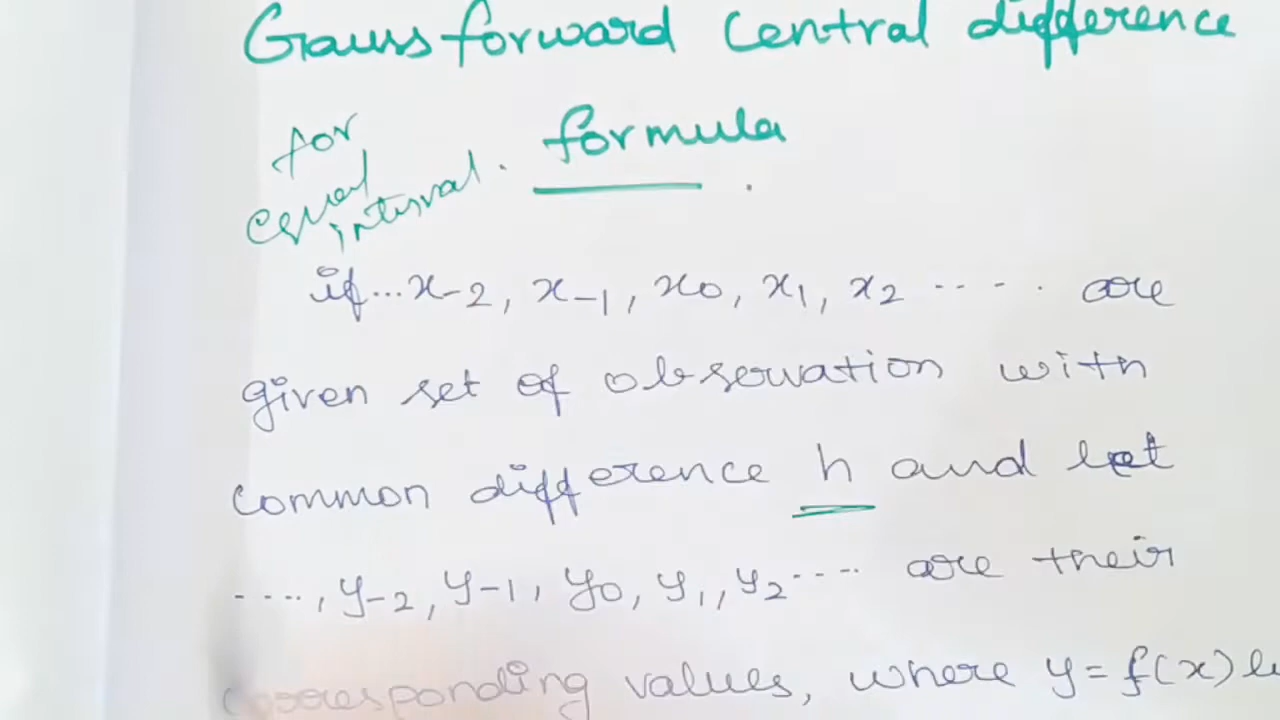 Gauss forward central difference
formula
for
equal
interval.
if...x-2, x-1, x0, x1, x2 ..... are
given set of observation with
common difference h and let
...., y-2, y-1, y0, y1, y2.... are their
corresponding values, where y=f(x)